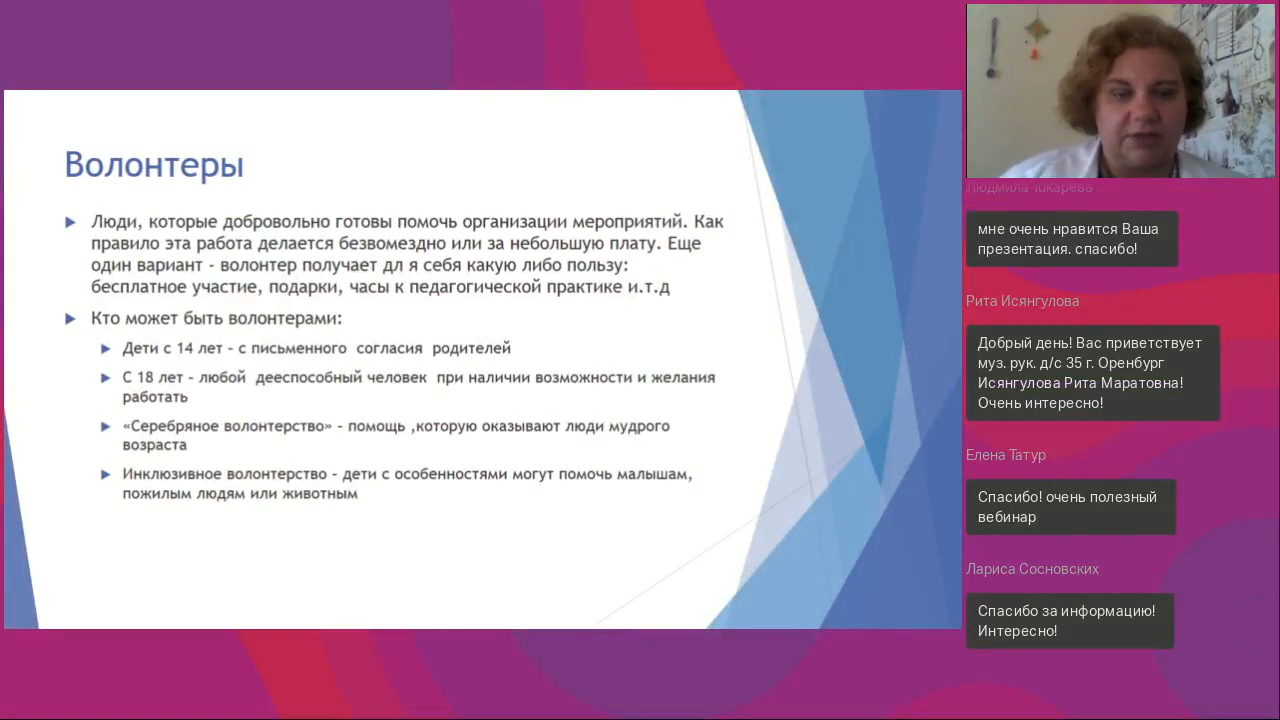 Волонтеры
Люди, которые добровольно готовы помочь организации мероприятий. Как
правило эта работа делается безвомездно или за небольшую плату. Еще
один вариант - волонтер получает дл я себя какую либо пользу:
бесплатное участие, подарки, часы к педагогической практике и.т.д
Кто может быть волонтерами:
Дети с 14 лет – с письменного согласия родителей
С 18 лет – любой дееспособный человек при наличии возможности и желания
работать
«Серебряное волонтерство» – помощь ,которую оказывают люди мудрого
возраста
Инклюзивное волонтерство – дети с особенностями могут помочь малышам,
пожилым людям или животным
Людмила Токарева
мне очень нравится Ваша
презентация. спасибо!
Рита Исянгулова
Добрый день! Вас приветствует
муз. рук. д/с 35 г. Оренбург
Исянгулова Рита Маратовна!
Очень интересно!
Елена Татур
Спасибо! очень полезный
вебинар
Лариса Сосновских
Спасибо за информацию!
Интересно!